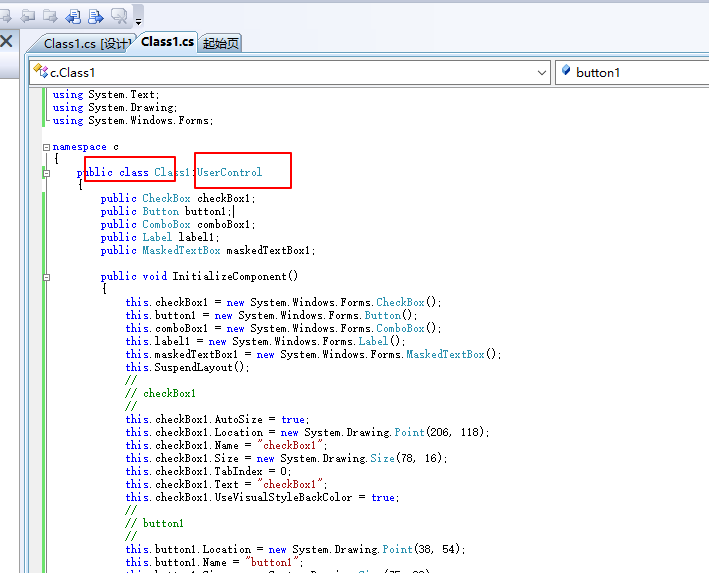 Class1.cs [设计]
Class1.cs
起始页
c.Class1
button1
using System.Text;
using System.Drawing;
using System.Windows.Forms;
namespace c
{
public class Class1:UserControl
{
public CheckBox checkBox1;
public Button button1;
public ComboBox comboBox1;
public Label label1;
public MaskedTextBox maskedTextBox1;
public void InitializeComponent()
{
this.checkBox1 = new System.Windows.Forms.CheckBox();
this.button1 = new System.Windows.Forms.Button();
this.comboBox1 = new System.Windows.Forms.ComboBox();
this.label1 = new System.Windows.Forms.Label();
this.maskedTextBox1 = new System.Windows.Forms.MaskedTextBox();
this.SuspendLayout();
//
// checkBox1
//
this.checkBox1.AutoSize = true;
this.checkBox1.Location = new System.Drawing.Point(206, 118);
this.checkBox1.Name = "checkBox1";
this.checkBox1.Size = new System.Drawing.Size(78, 16);
this.checkBox1.TabIndex = 0;
this.checkBox1.Text = "checkBox1";
this.checkBox1.UseVisualStyleBackColor = true;
//
// button1
//
this.button1.Location = new System.Drawing.Point(38, 54);
this.button1.Name = "button1";